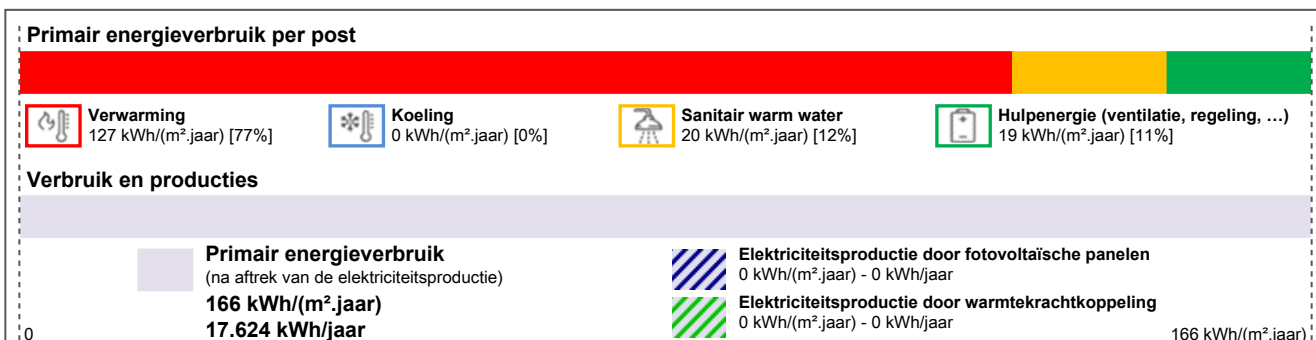 Primair energieverbruik per post
Verwarming
127 kWh/(m².jaar) [77%]
Koeling
0 kWh/(m².jaar) [0%]
Sanitair warm water
20 kWh/(m².jaar) [12%]
Hulpenergie (ventilatie, regeling, …)
19 kWh/(m².jaar) [11%]
Verbruik en producties
Primair energieverbruik
(na aftrek van de elektriciteitsproductie)
166 kWh/(m².jaar)
17.624 kWh/jaar
Elektriciteitsproductie door fotovoltaïsche panelen
0 kWh/(m².jaar) - 0 kWh/jaar
Elektriciteitsproductie door warmtekrachtkoppeling
0 kWh/(m².jaar) - 0 kWh/jaar
0
166 kWh/(m².jaar)